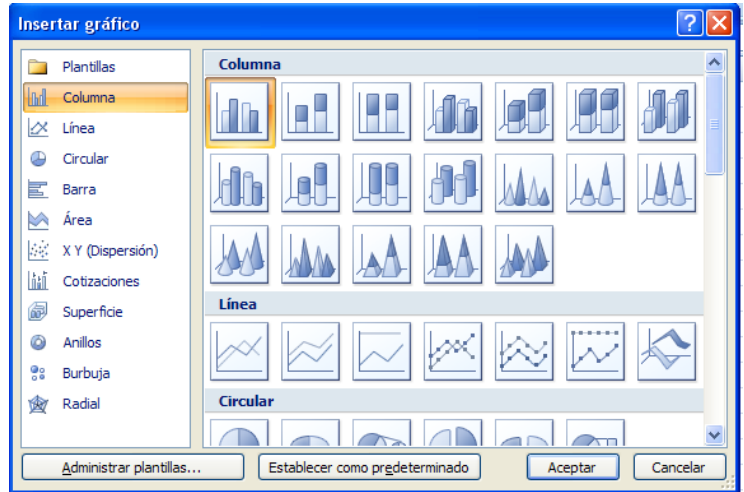 Insertar gráfico
Plantillas
Columna
Línea
Circular
Barra
Área
X Y (Dispersión)
Cotizaciones
Superficie
Anillos
Burbuja
Radial
Columna
Línea
Circular
Administrar plantillas...
Establecer como predeterminado
Aceptar
Cancelar